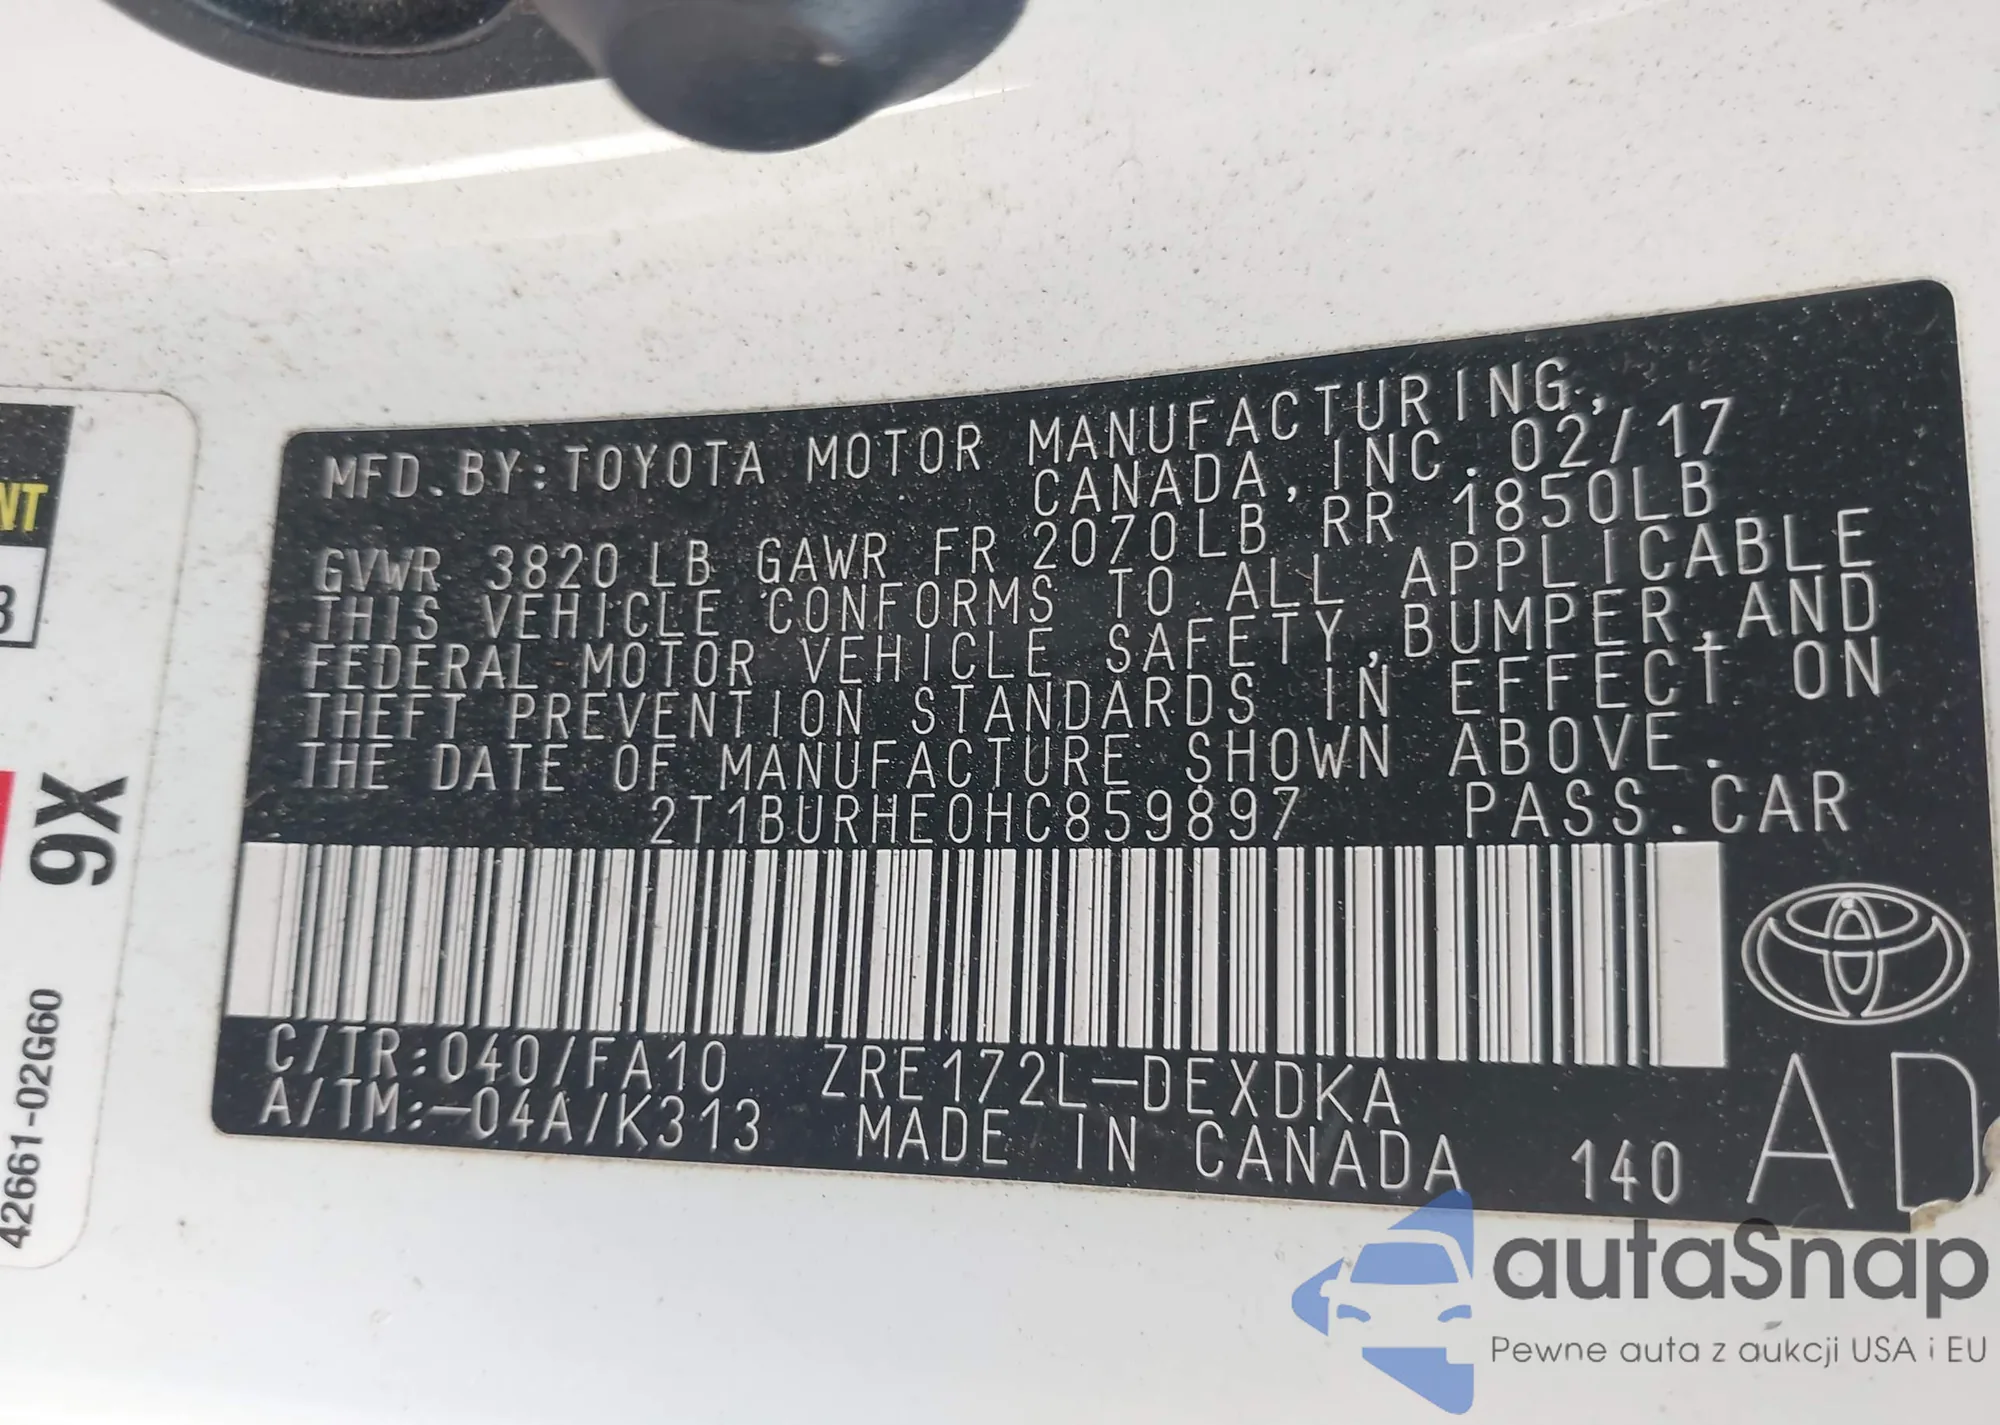 MFD.BY:TOYOTA MOTOR MANUFACTURING,
CANADA, INC. 02/17
GVWR 3820 LB GAWR FR 2070LB RR 1850LB
THIS VEHICLE CONFORMS TO ALL APPLICABLE
FEDERAL MOTOR VEHICLE SAFETY,BUMPER,AND
THEFT PREVENTION STANDARDS IN EFFECT ON
THE DATE OF MANUFACTURE SHOWN ABOVE.
2T1BURHE0HC859897 PASS.CAR
C/TR:040/FA10 ZRE172L-DEXDKA
A/TM:-04A/K313 MADE IN CANADA 140 AD
NT
9X
42661-02G60
autaSnap
Pewne auta z aukcji USA i EU